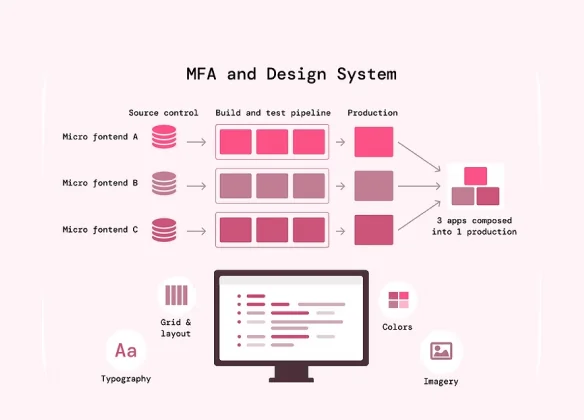 MFA and Design System
Source control
Build and test pipeline
Production
Micro fontend A
Micro fontend B
Micro fontend C
3 apps composed
into 1 production
Grid &
layout
Colors
Aa
Typography
Imagery